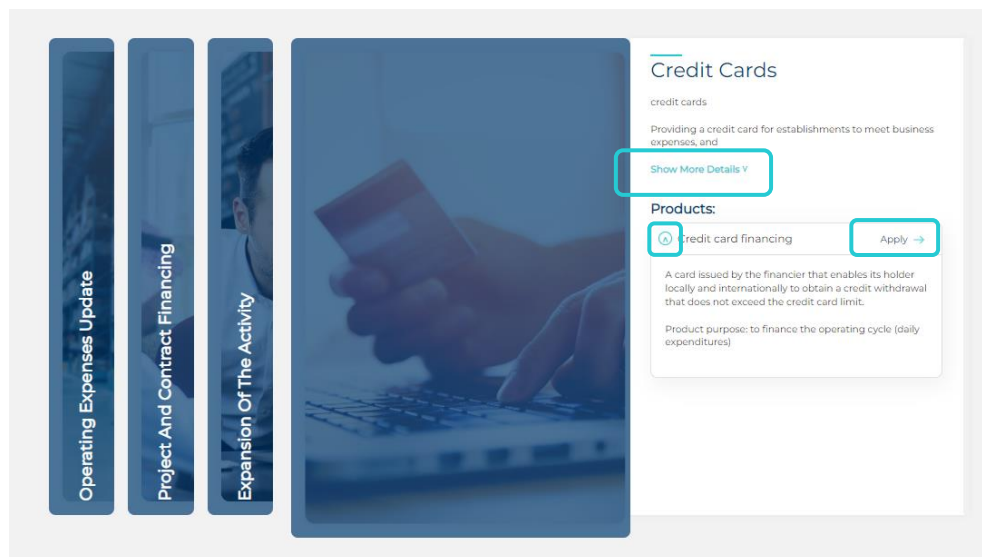 Operating Expenses Update
Project And Contract Financing
Expansion Of The Activity
Credit Cards
credit cards
Providing a credit card for establishments to meet business
expenses, and
Show More Details
Products:
Credit card financing
Apply →
A card issued by the financier that enables its holder
locally and internationally to obtain a credit withdrawal
that does not exceed the credit card limit.
Product purpose: to finance the operating cycle (daily
expenditures)